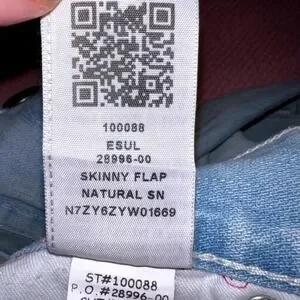 100088
ESUL
28996-00
SKINNY FLAP
NATURAL SN
N7ZY6ZYW01669
ST#100088
P.O.#28996-00